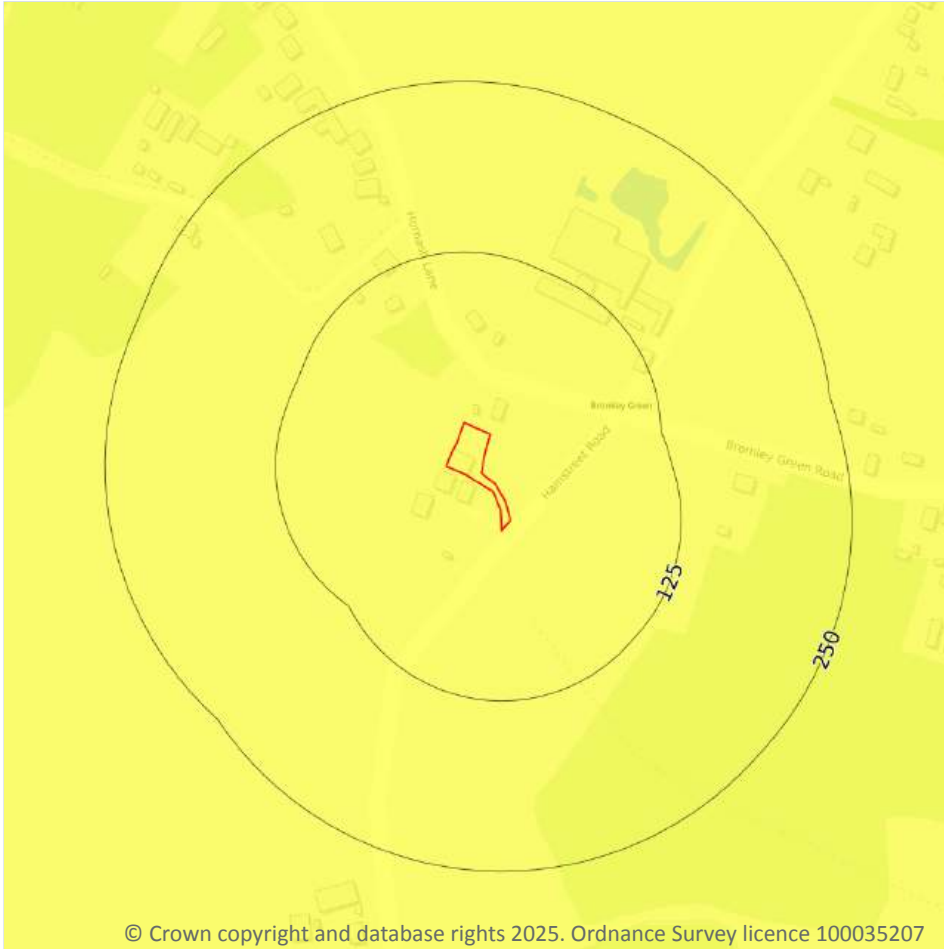 Hornash Lane
Bromley Green
Hamstreet Road
Bromley Green Road
125
250
© Crown copyright and database rights 2025. Ordnance Survey licence 100035207